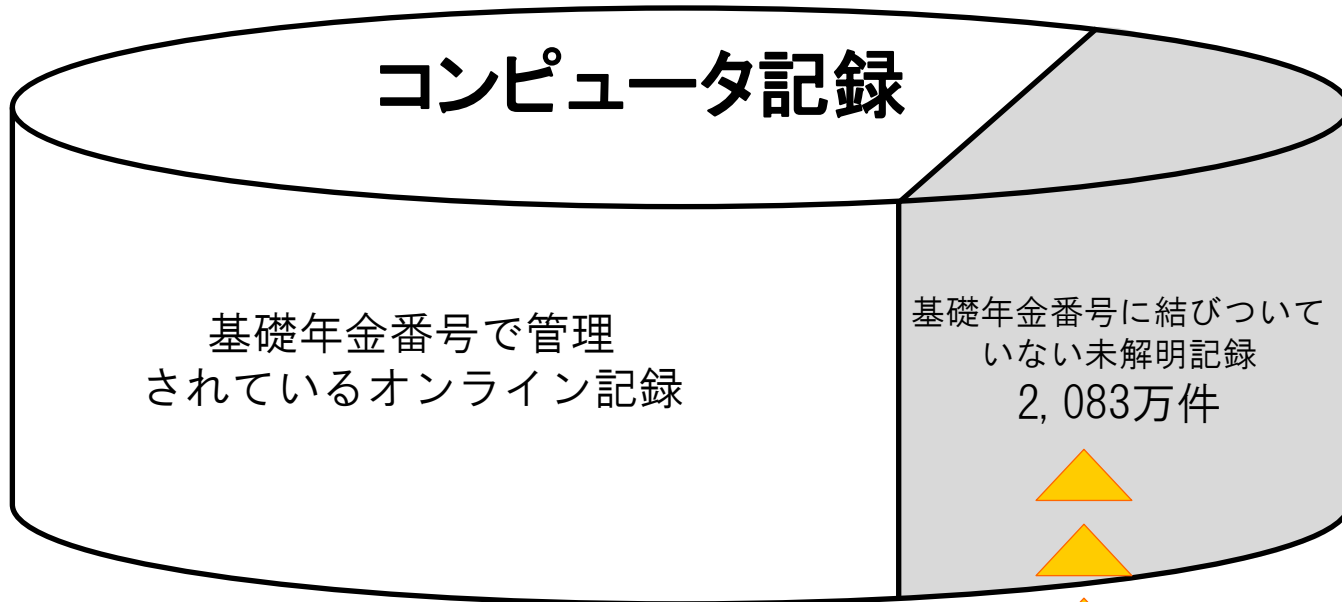 コンピュータ記録
基礎年金番号で管理
されているオンライン記録
基礎年金番号に結びついて
いない未解明記録
2,083万件